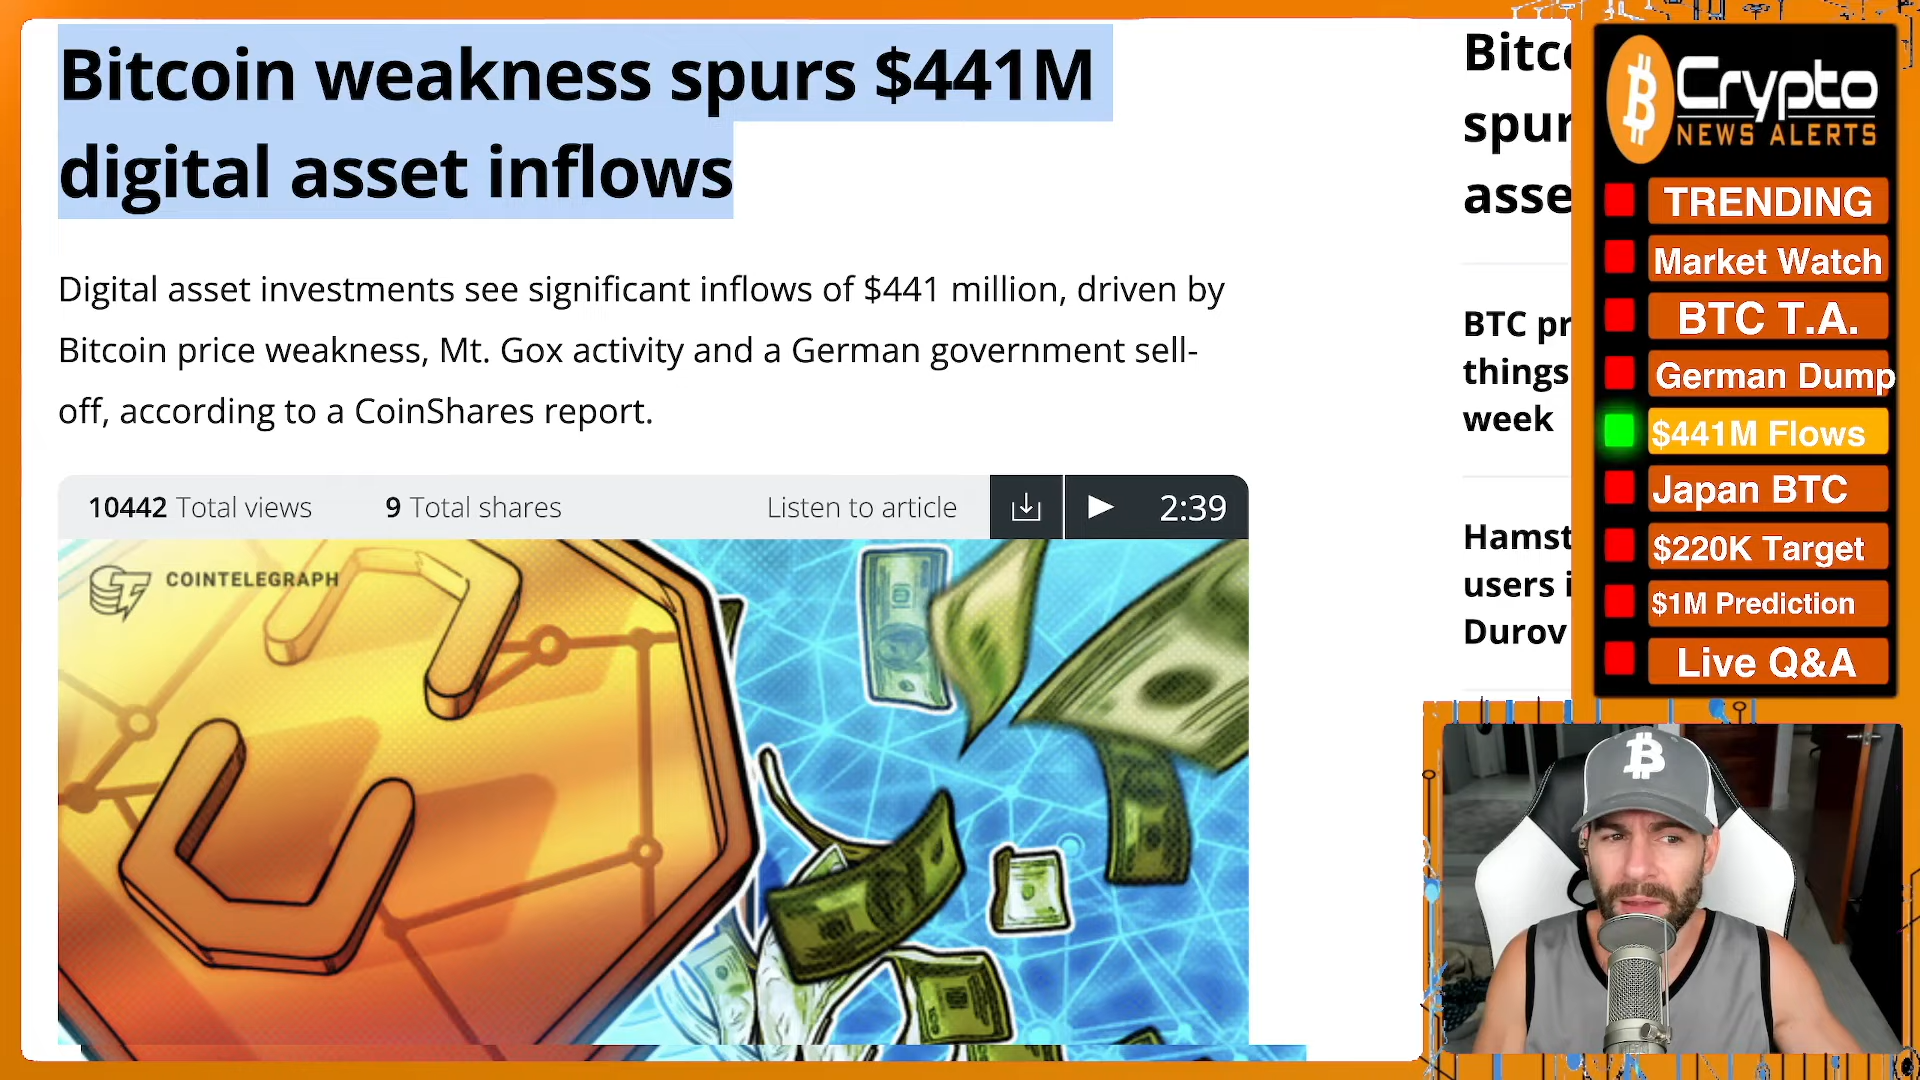 Bitcoin weakness spurs $441M
digital asset inflows
Digital asset investments see significant inflows of $441 million, driven by
Bitcoin price weakness, Mt. Gox activity and a German government sell-
off, according to a CoinShares report.
10442 Total views
9 Total shares
Listen to article
2:39
COINTELEGRAPH
Bitc
spur
asse
BTC pr
things
week
Hamst
users i
Durov
Crypto
NEWS ALERTS
TRENDING
Market Watch
BTC T.A.
German Dump
$441M Flows
Japan BTC
$220K Target
$1M Prediction
Live Q&A